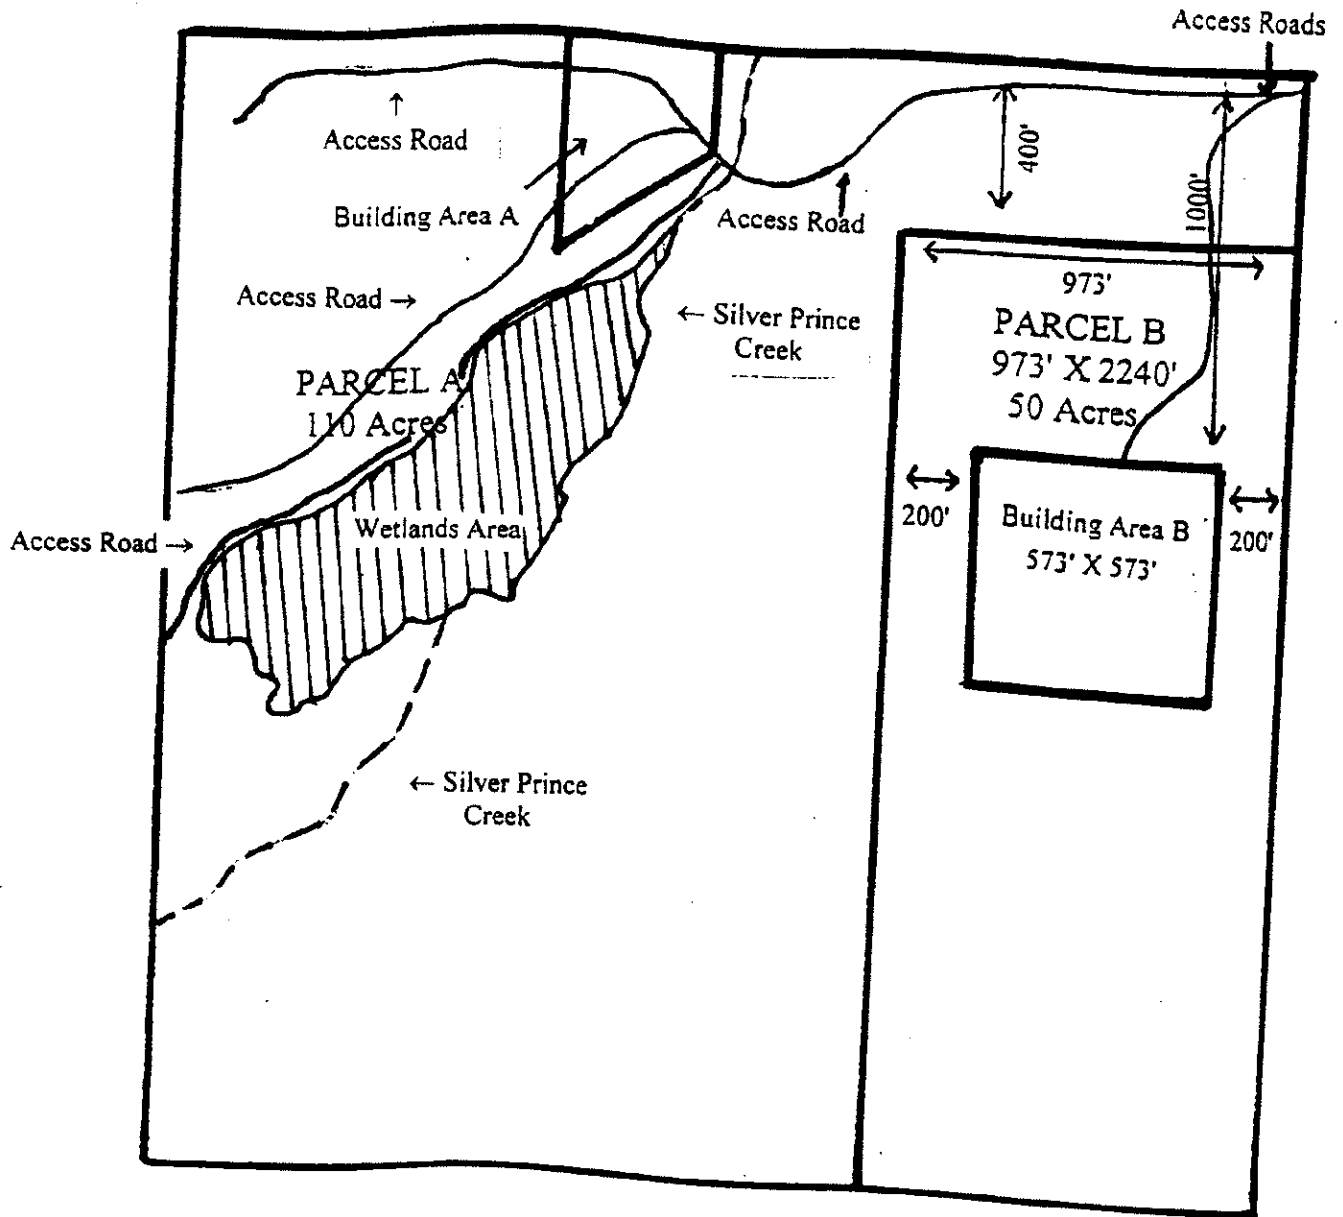 Access Roads
↑
Access Road
400'
1000'
Building Area A
Access Road
973'
Access Road →
← Silver Prince
Creek
PARCEL B
973' X 2240'
50 Acres
PARCEL A
110 Acres
200'
Building Area B
573' X 573'
200'
Wetlands Area
Access Road →
← Silver Prince
Creek